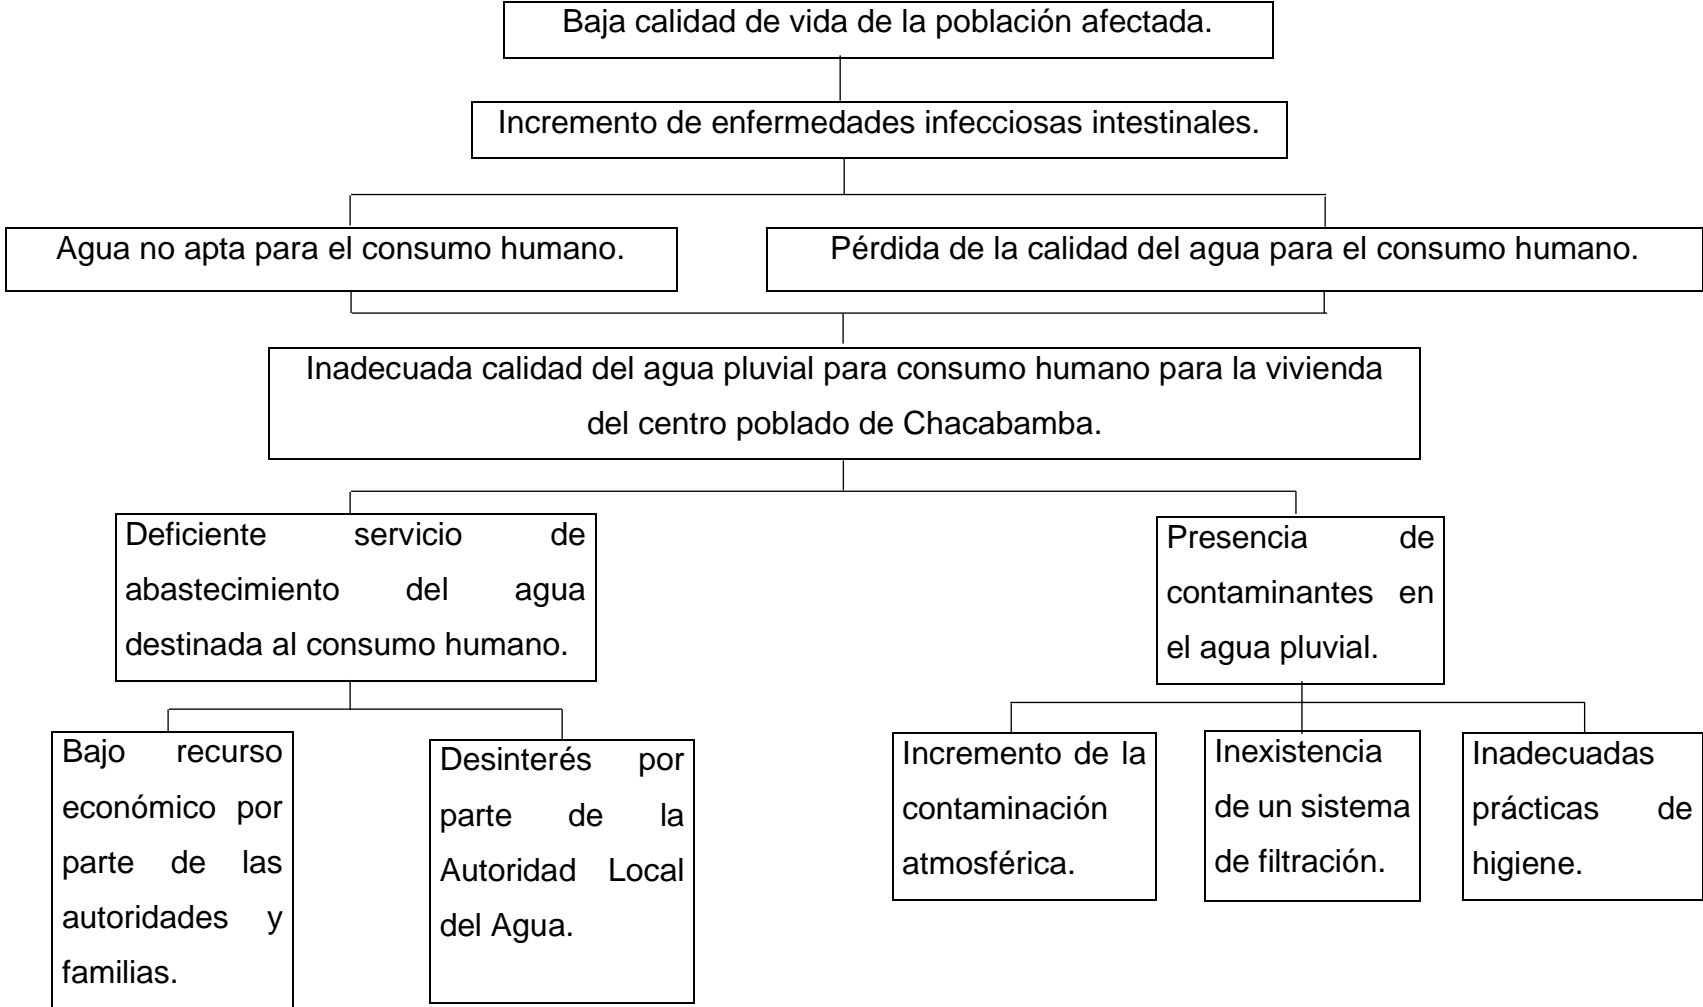 Baja calidad de vida de la población afectada.
Incremento de enfermedades infecciosas intestinales.
Agua no apta para el consumo humano.
Pérdida de la calidad del agua para el consumo humano.
Inadecuada calidad del agua pluvial para consumo humano para la vivienda
del centro poblado de Chacabamba.
Deficiente servicio de
abastecimiento del agua
destinada al consumo humano.
Presencia de
contaminantes en
el agua pluvial.
Bajo recurso
económico por
parte de las
autoridades y
familias.
Desinterés por
parte de la
Autoridad Local
del Agua.
Incremento de la
contaminación
atmosférica.
Inexistencia
de un sistema
de filtración.
Inadecuadas
prácticas de
higiene.